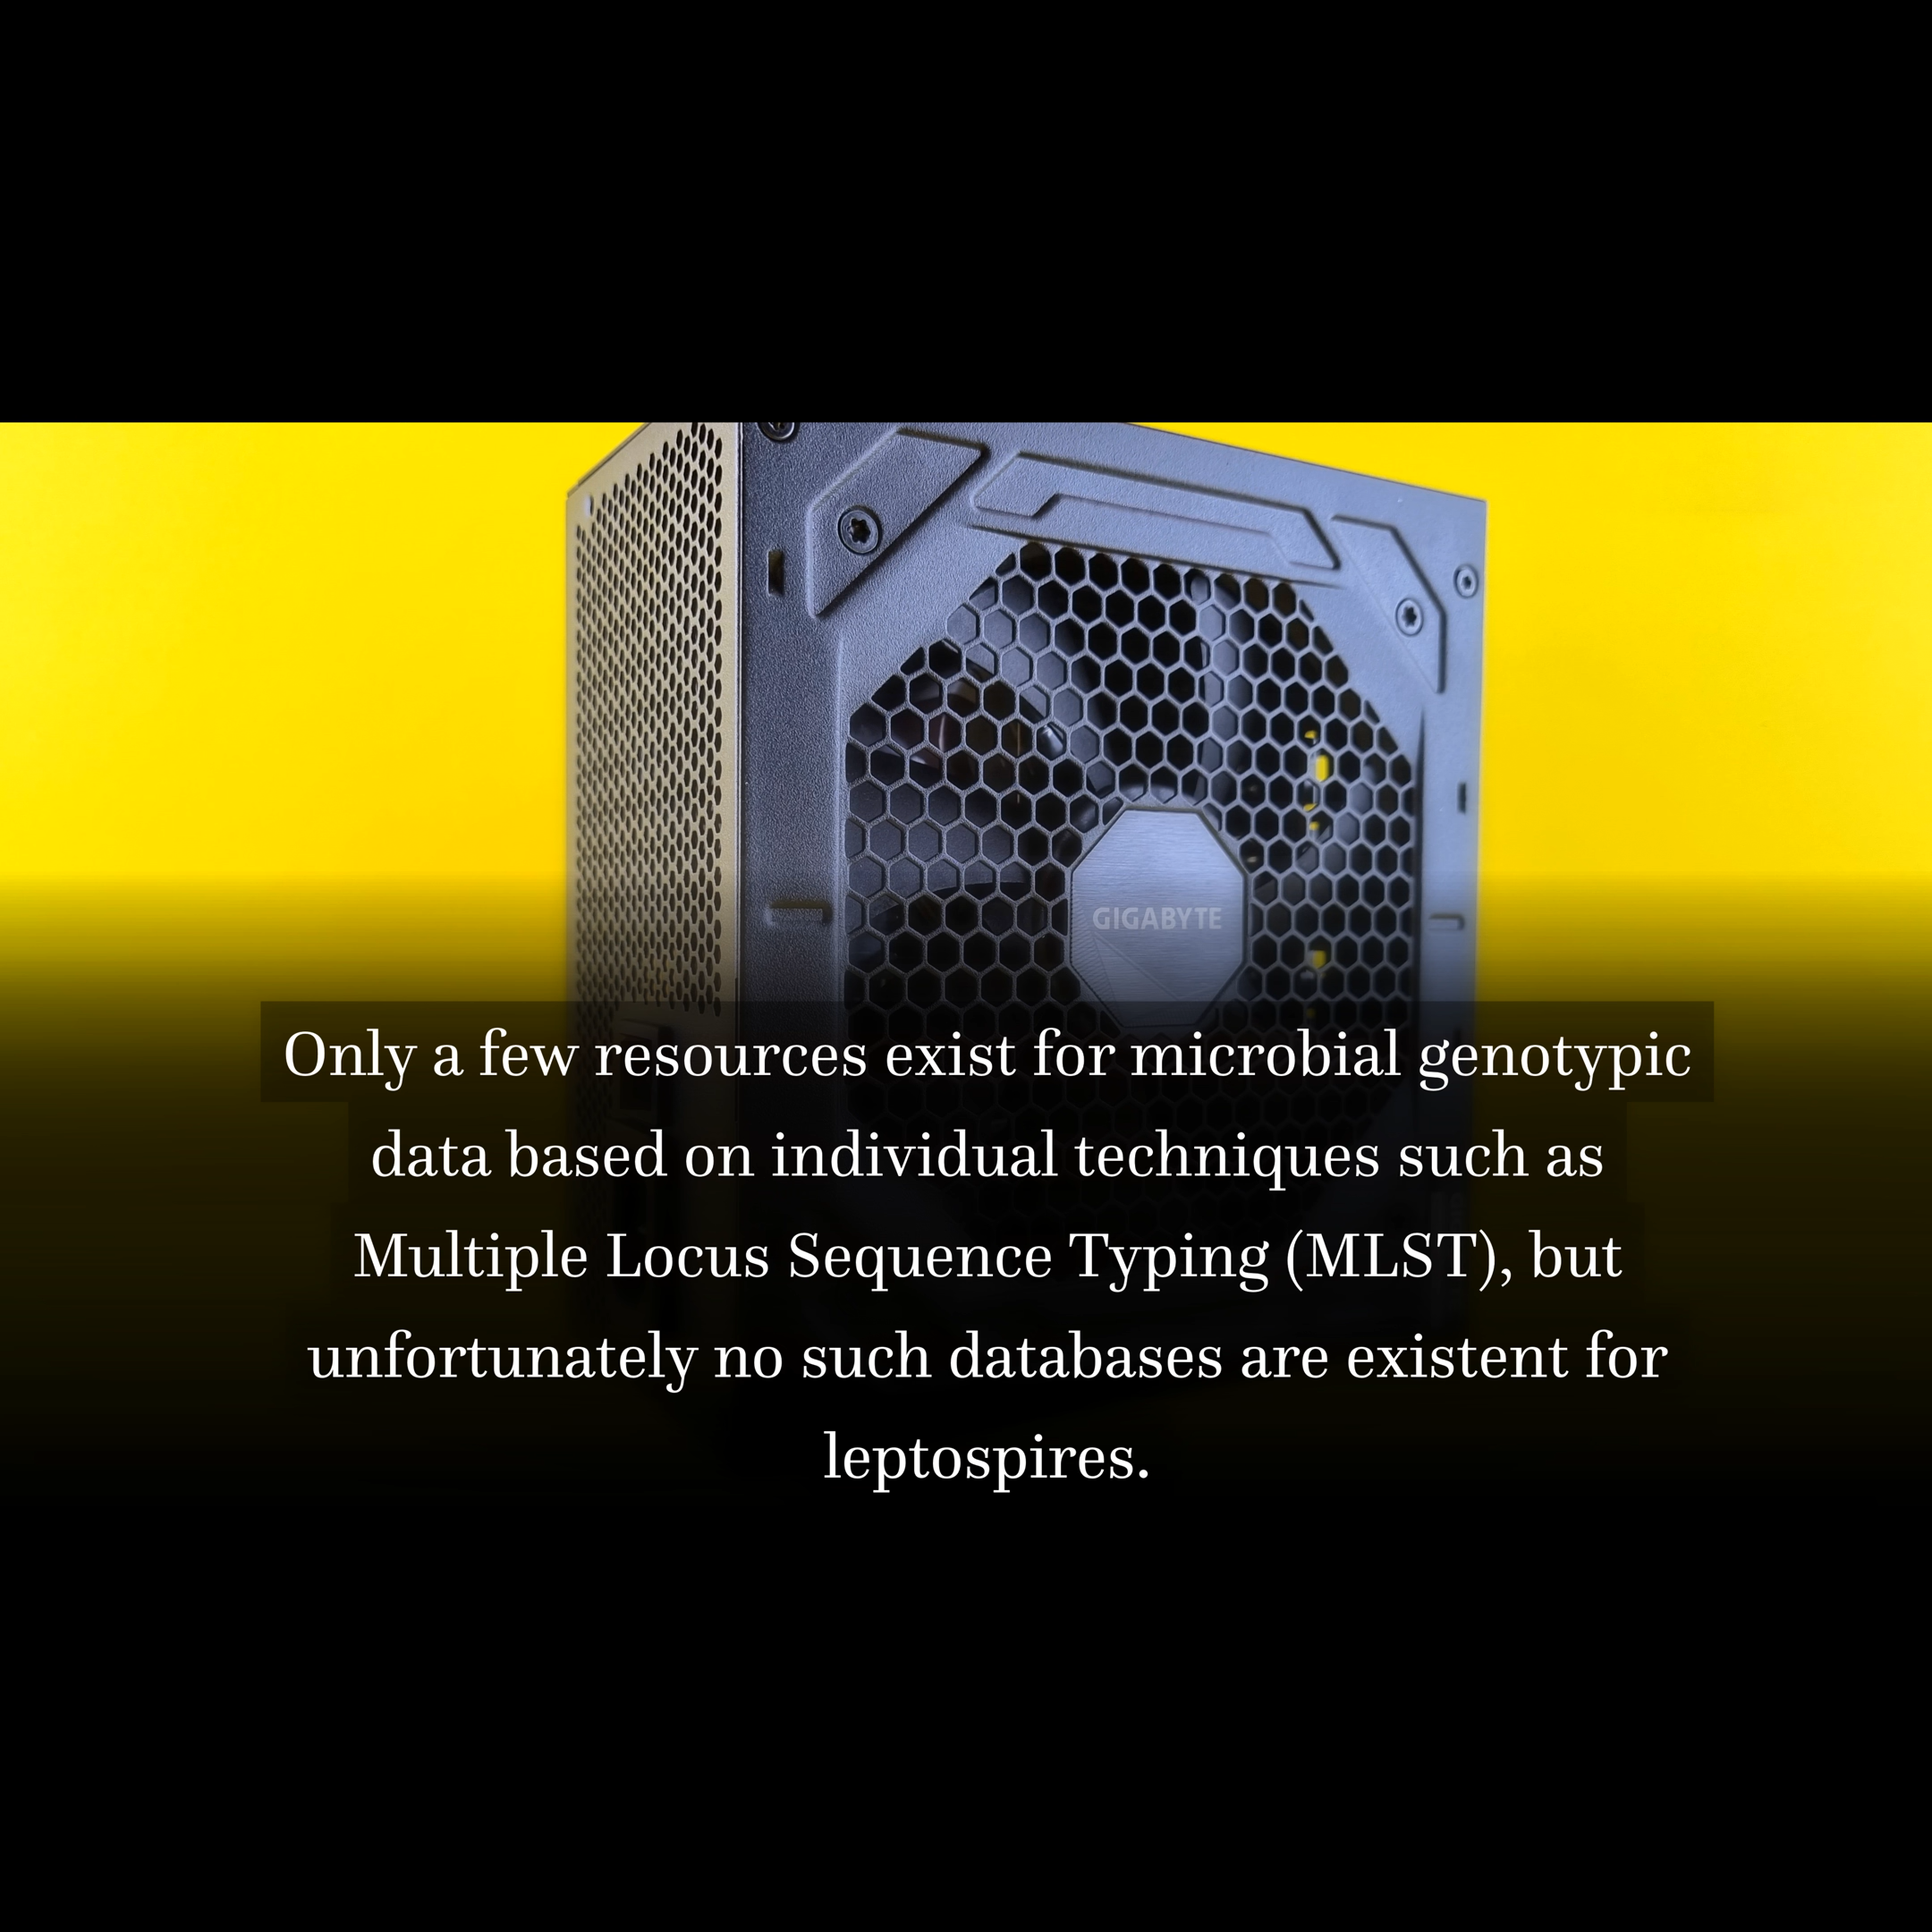 GIGABYTE
Only a few resources exist for microbial genotypic
data based on individual techniques such as
Multiple Locus Sequence Typing (MLST), but
unfortunately no such databases are existent for
leptospires.